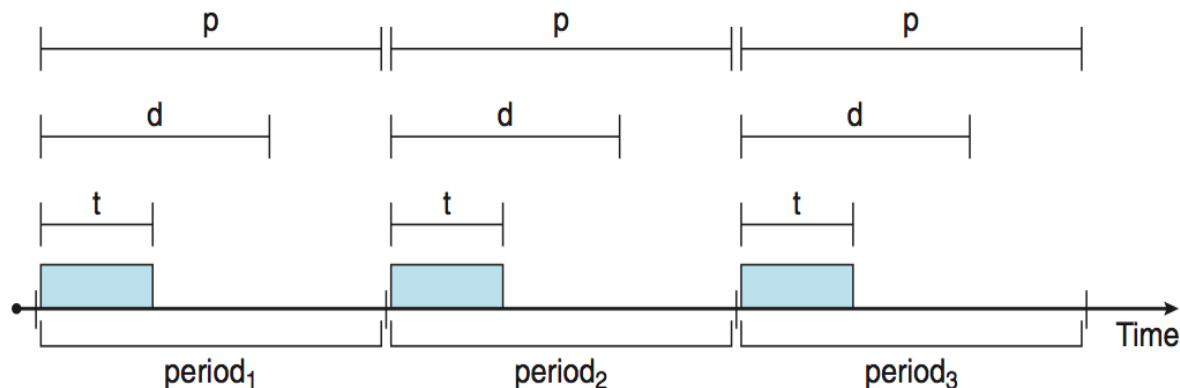 p p p
d d d
t t t
Time
period₁ period₂ period₃